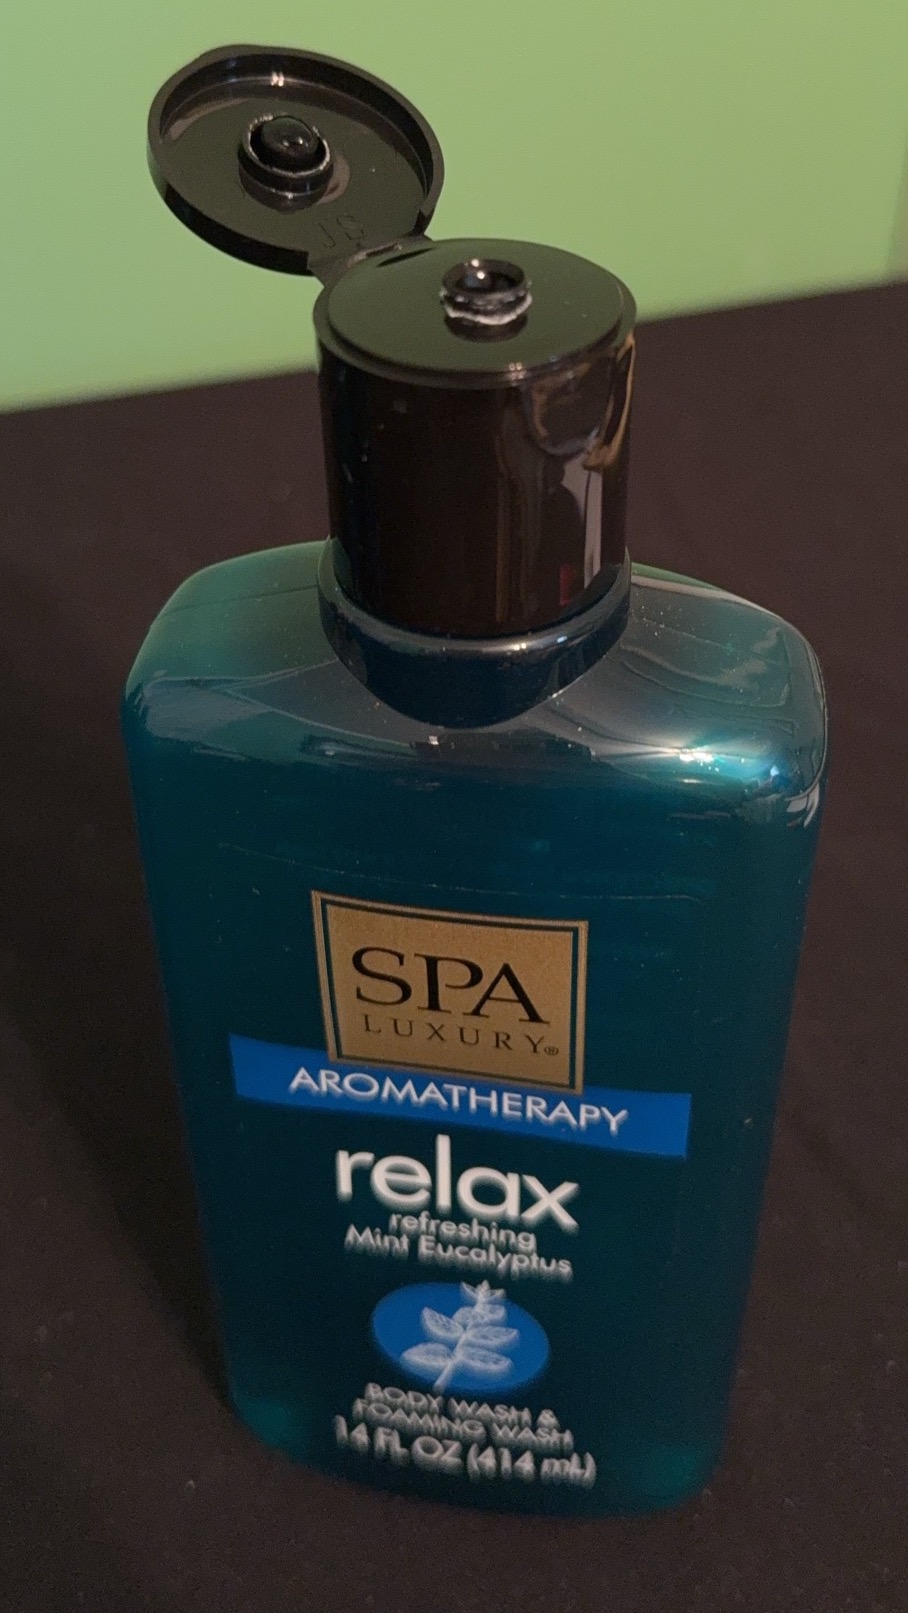 SPA
LUXURY®
AROMATHERAPY
relax
refreshing
Mint Eucalyptus
BODY WASH &
FOAMING WASH
14 FL OZ (414 mL)